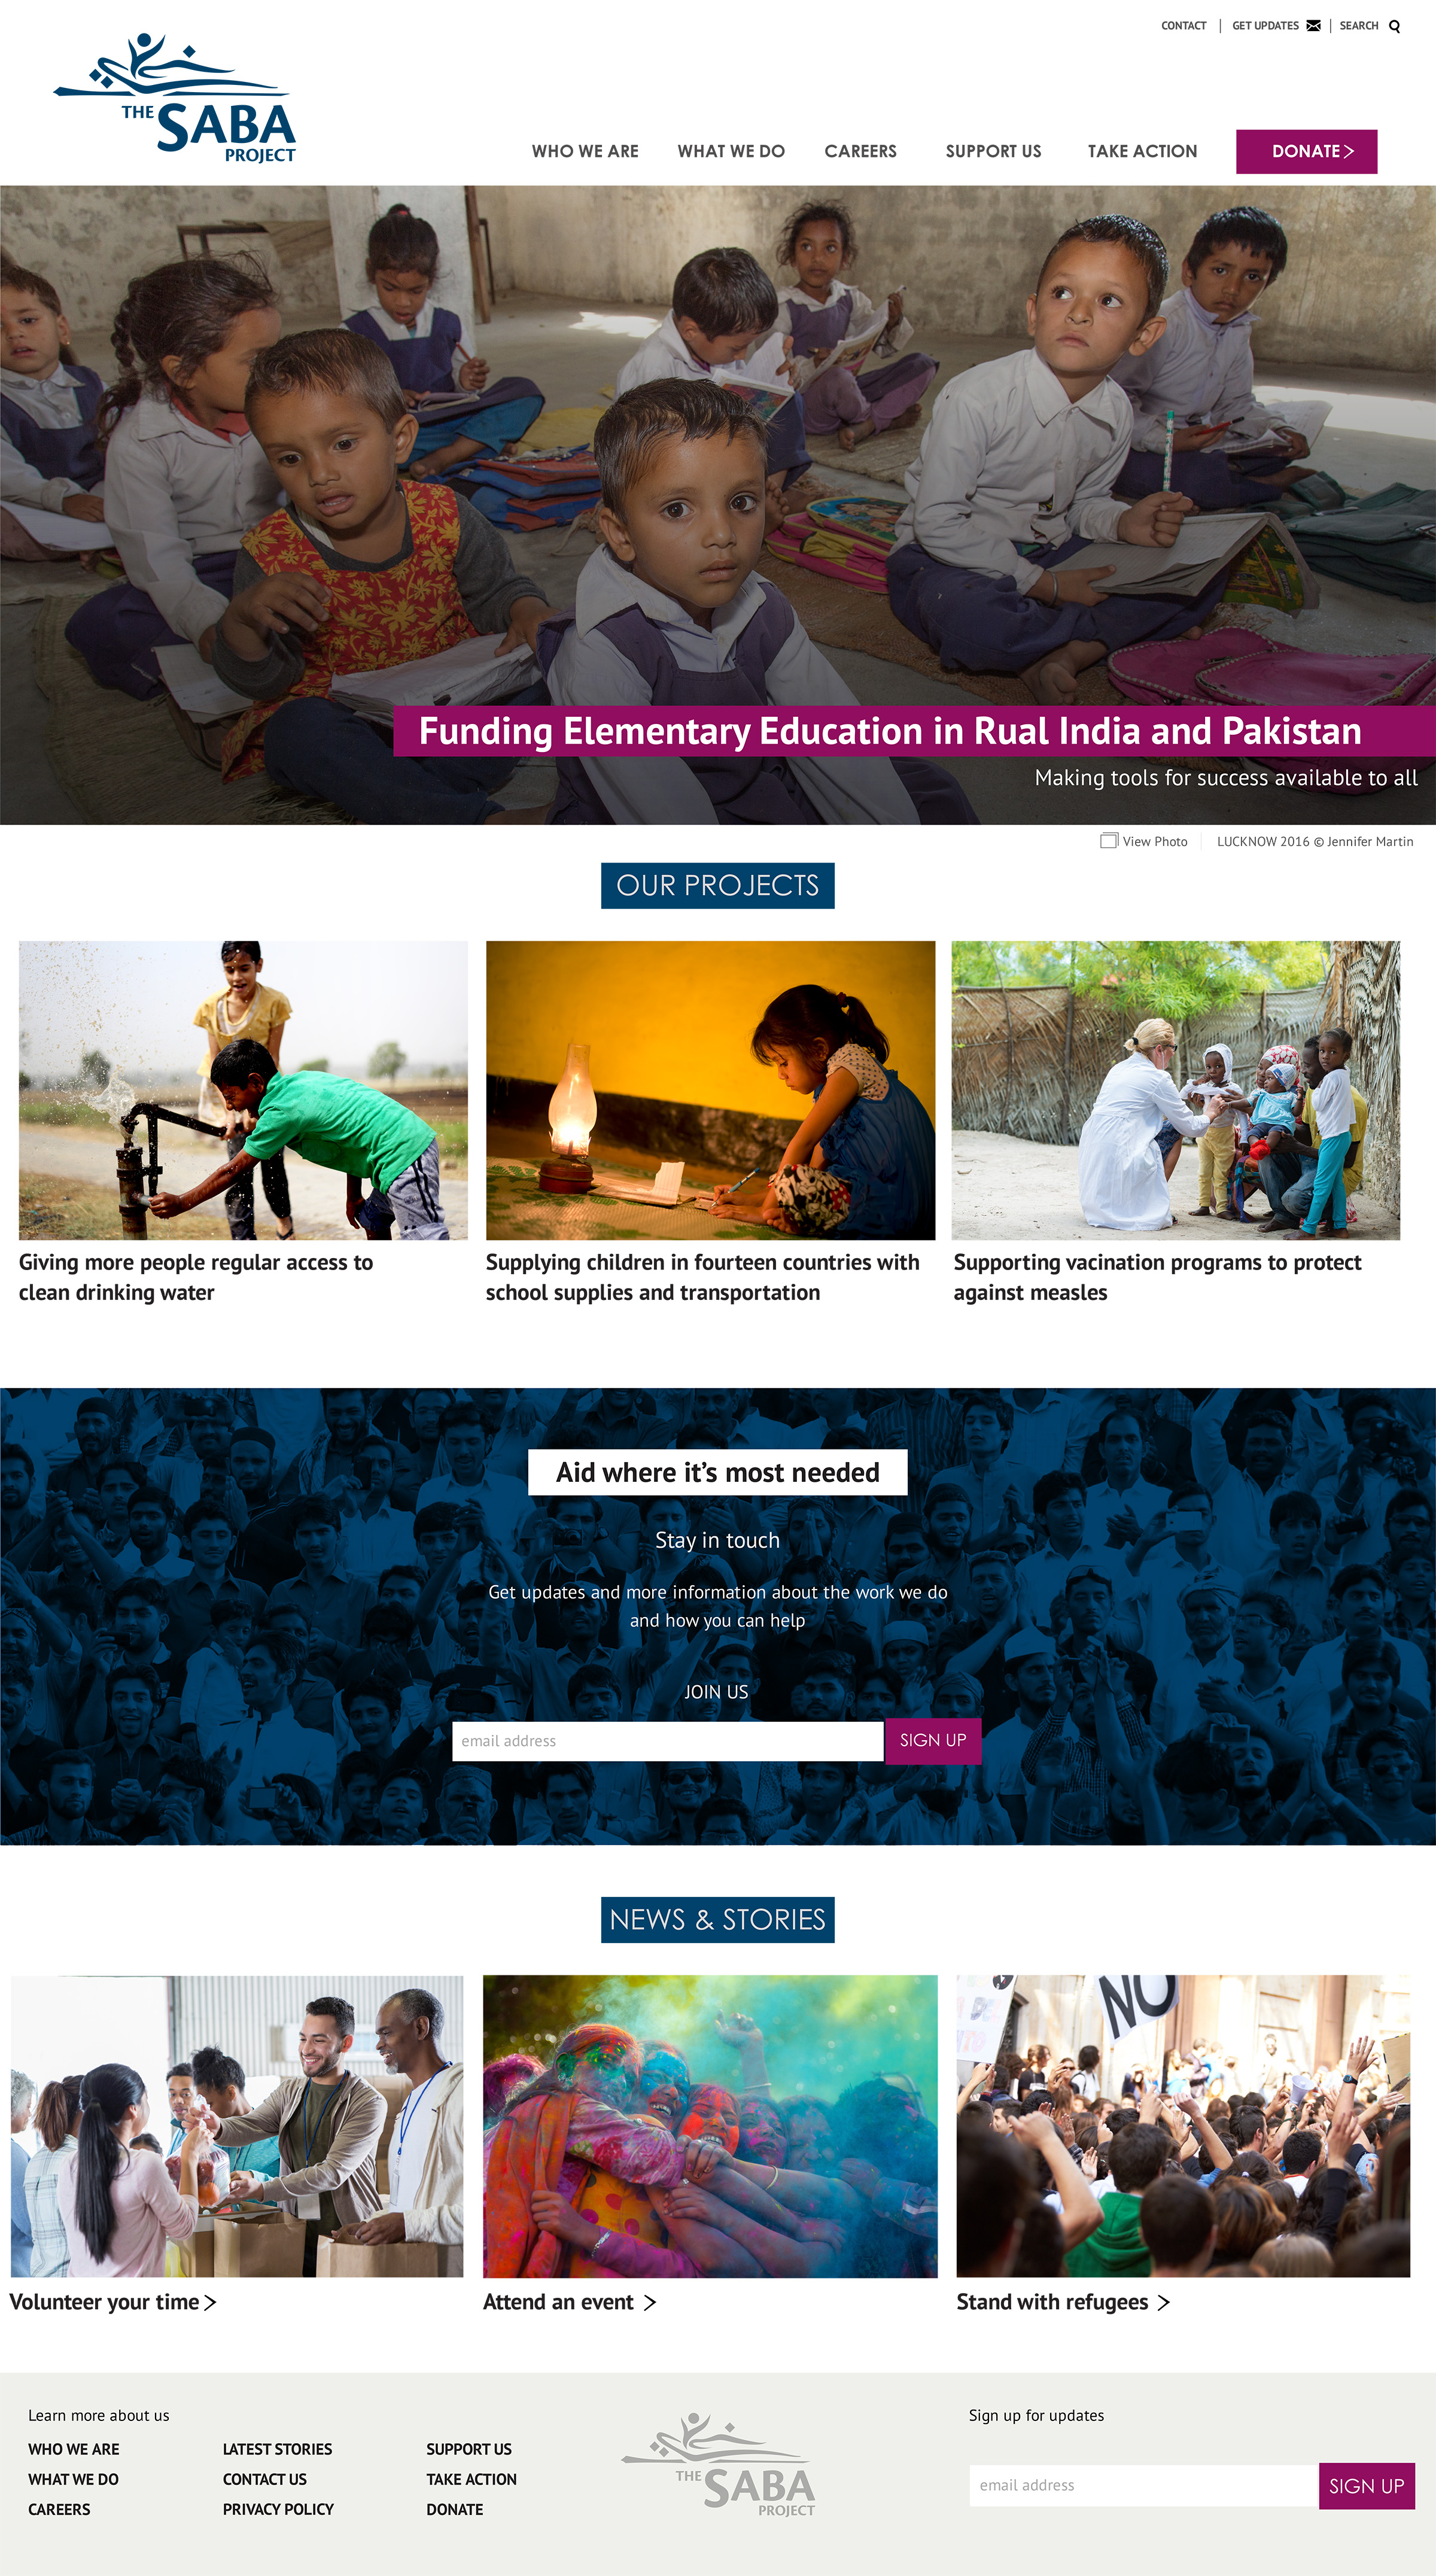 CONTACT | GET UPDATES | SEARCH
THE SABA
PROJECT
WHO WE ARE WHAT WE DO CAREERS SUPPORT US TAKE ACTION DONATE >
Funding Elementary Education in Rual India and Pakistan
Making tools for success available to all
View Photo LUCKNOW 2016 © Jennifer Martin
OUR PROJECTS
Giving more people regular access to
clean drinking water
Supplying children in fourteen countries with
school supplies and transportation
Supporting vacination programs to protect
against measles
Aid where it’s most needed
Stay in touch
Get updates and more information about the work we do
and how you can help
JOIN US
email address SIGN UP
NEWS & STORIES
NO
Volunteer your time >
Attend an event >
Stand with refugees >
Learn more about us
WHO WE ARE
WHAT WE DO
CAREERS
LATEST STORIES
CONTACT US
PRIVACY POLICY
SUPPORT US
TAKE ACTION
DONATE
THE SABA
PROJECT
Sign up for updates
email address SIGN UP